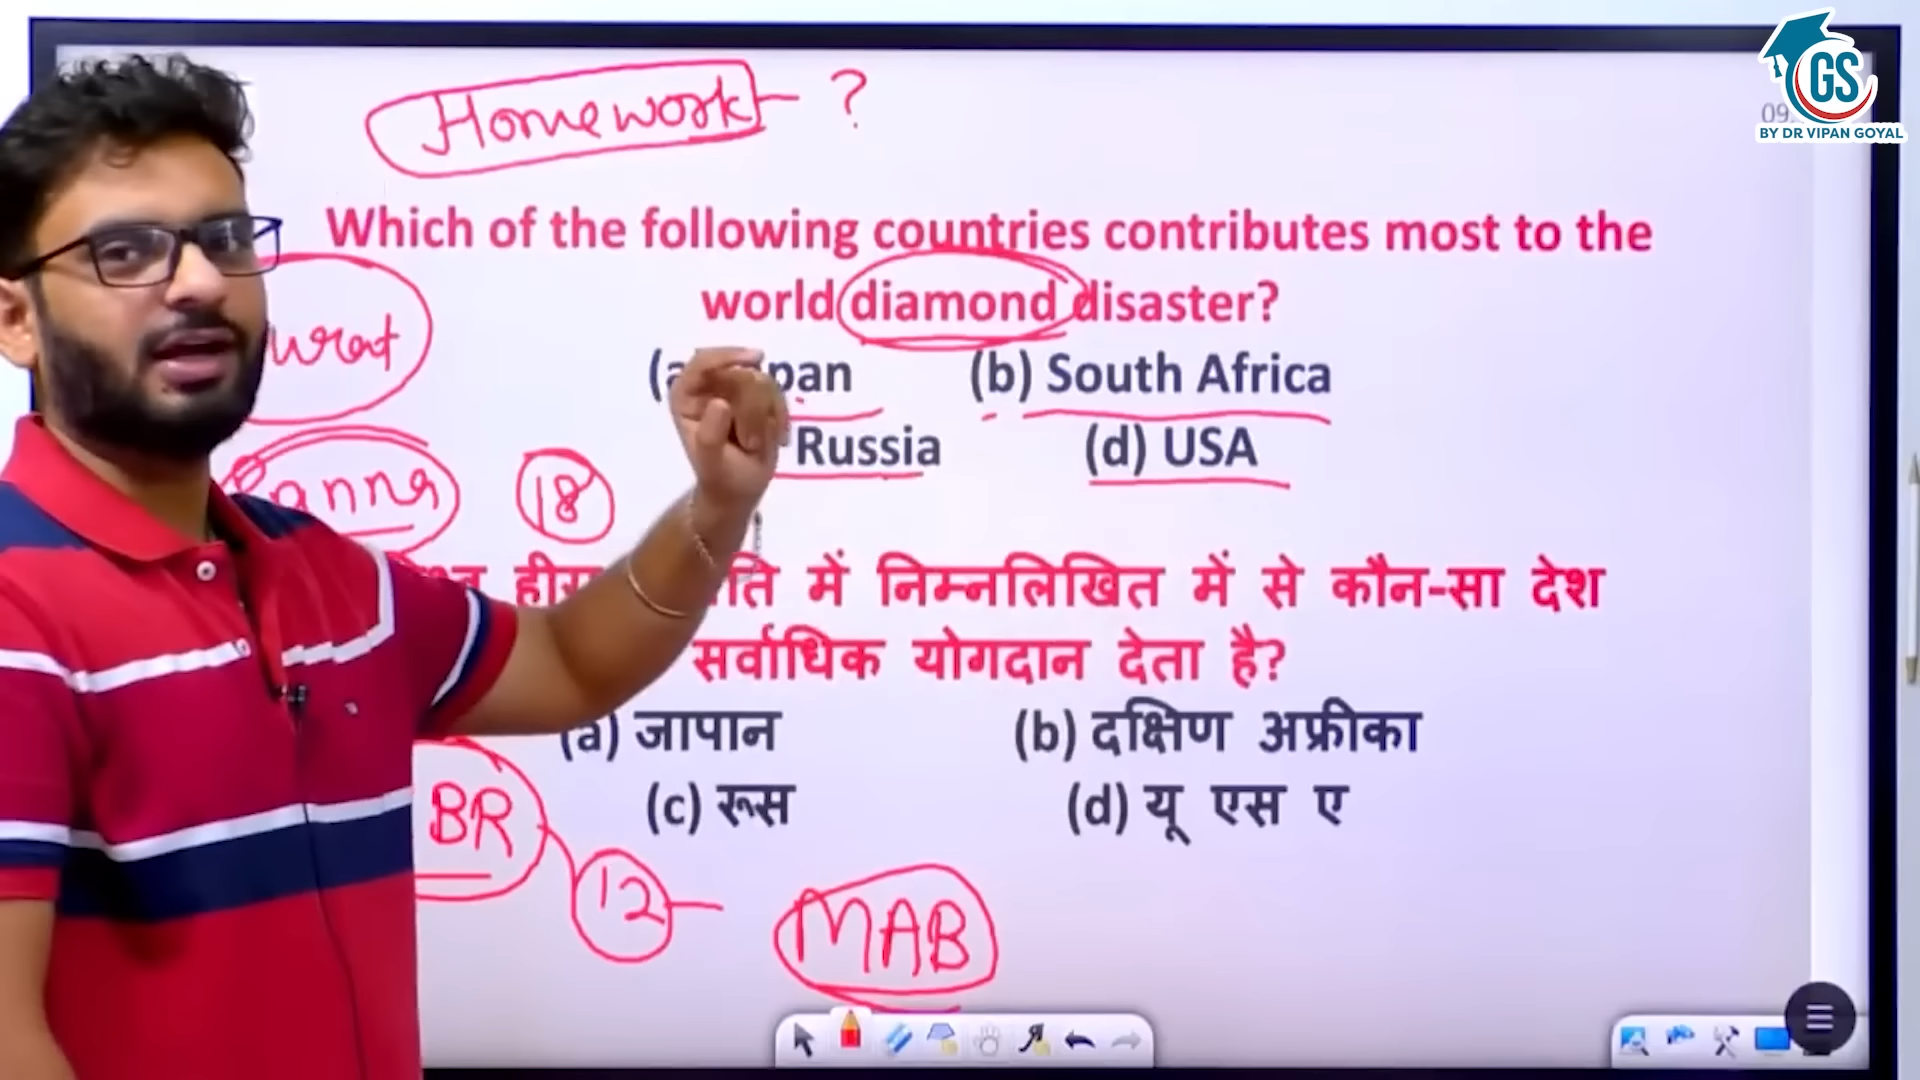 Homework - ?
GS
BY DR VIPAN GOYAL
Which of the following countries contributes most to the
world diamond disaster?
pan (b) South Africa
Russia (d) USA
18
में निम्नलिखित में से कौन-सा देश
सर्वाधिक योगदान देता है?
(a) जापान (b) दक्षिण अफ्रीका
(c) रूस (d) यू एस ए
BR
12 - MAB